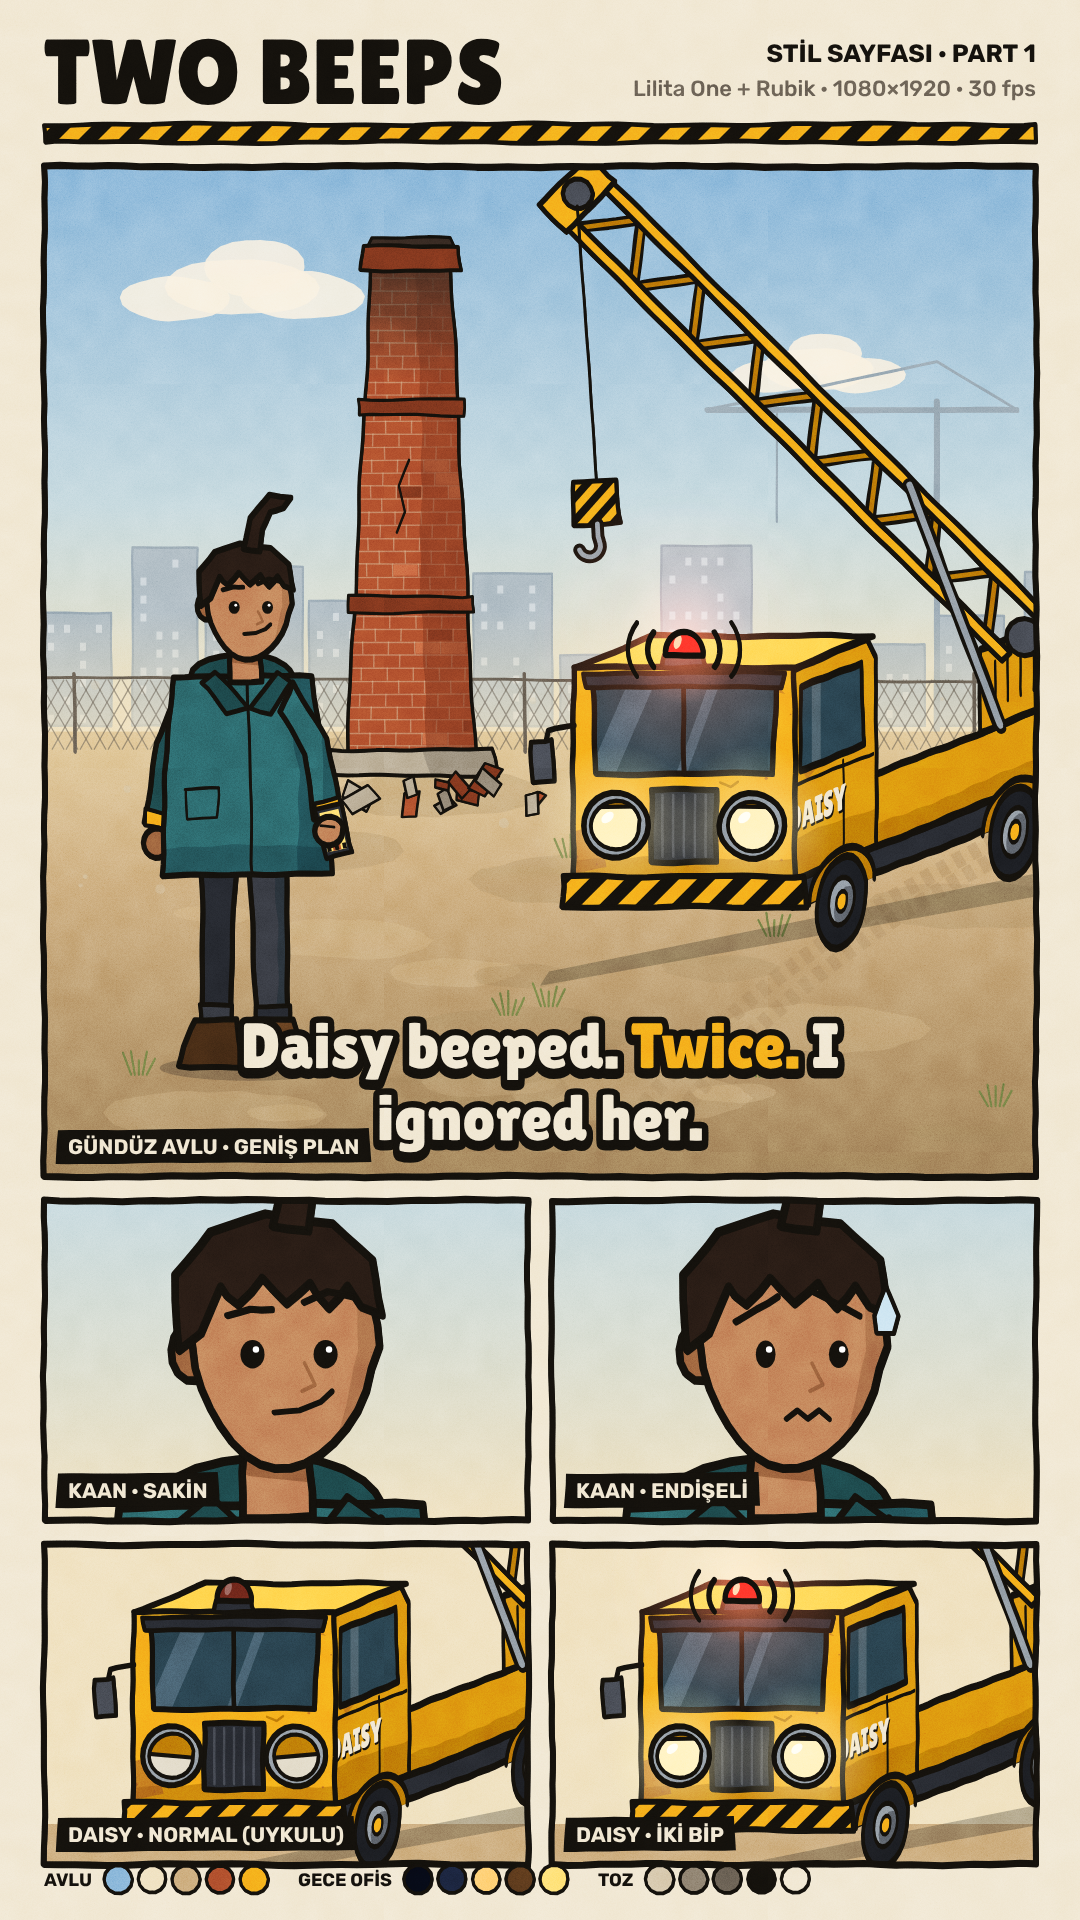 TWO BEEPS
STİL SAYFASI • PART 1
Lilita One + Rubik • 1080×1920 • 30 fps
DAISY
Daisy beeped. Twice. I
ignored her.
GÜNDÜZ AVLU • GENİŞ PLAN
KAAN • SAKİN
KAAN • ENDİŞELİ
DAISY
DAISY
DAISY • NORMAL (UYKULU)
DAISY • İKİ BİP
AVLU
GECE OFİS
TOZ